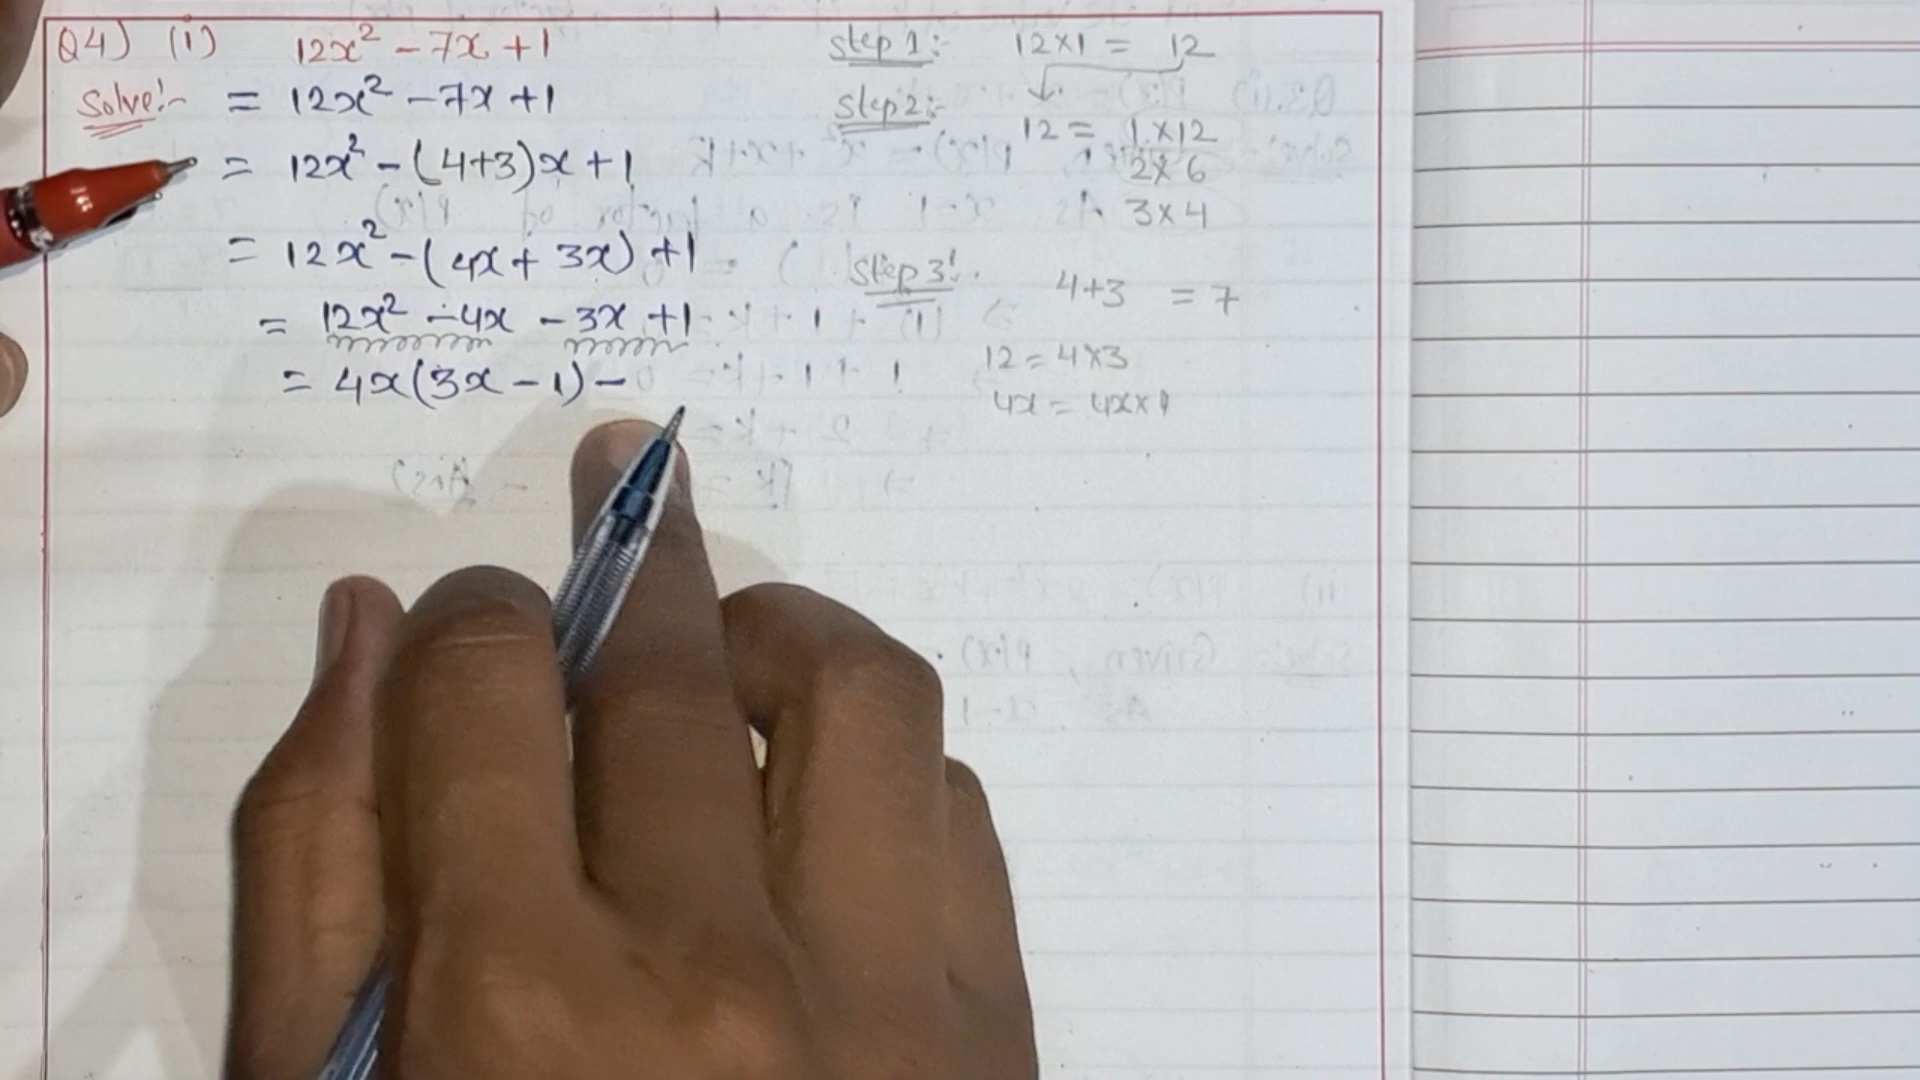 Q4) (i) 12x² - 7x + 1
Solve:- = 12x² - 7x + 1
= 12x² - (4+3)x + 1
= 12x² - (4x + 3x) + 1
= 12x² - 4x - 3x + 1
= 4x(3x - 1) -
Step 1:- 12×1 = 12
Step 2:-
12 = 1×12
2×6
3×4
Step 3:-
4+3 = 7
12 = 4×3
4x = 4x×1